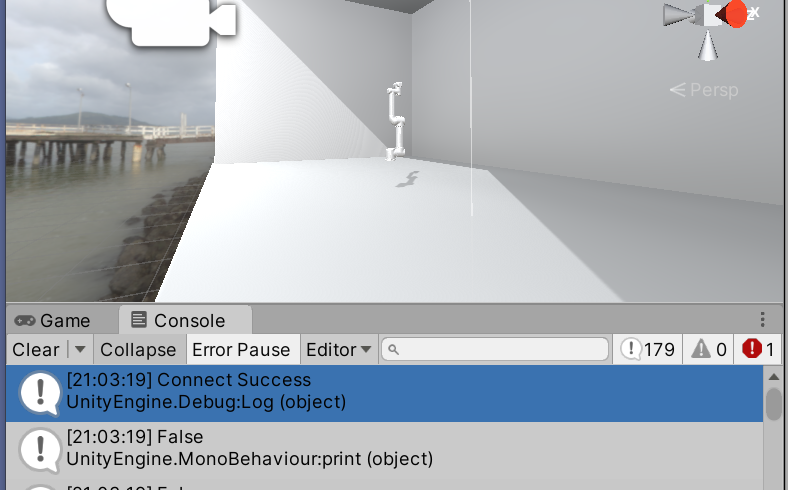 x
z
Persp
Game
Console
Clear
Collapse
Error Pause
Editor
179
0
1
[21:03:19] Connect Success
UnityEngine.Debug:Log (object)
[21:03:19] False
UnityEngine.MonoBehaviour:print (object)